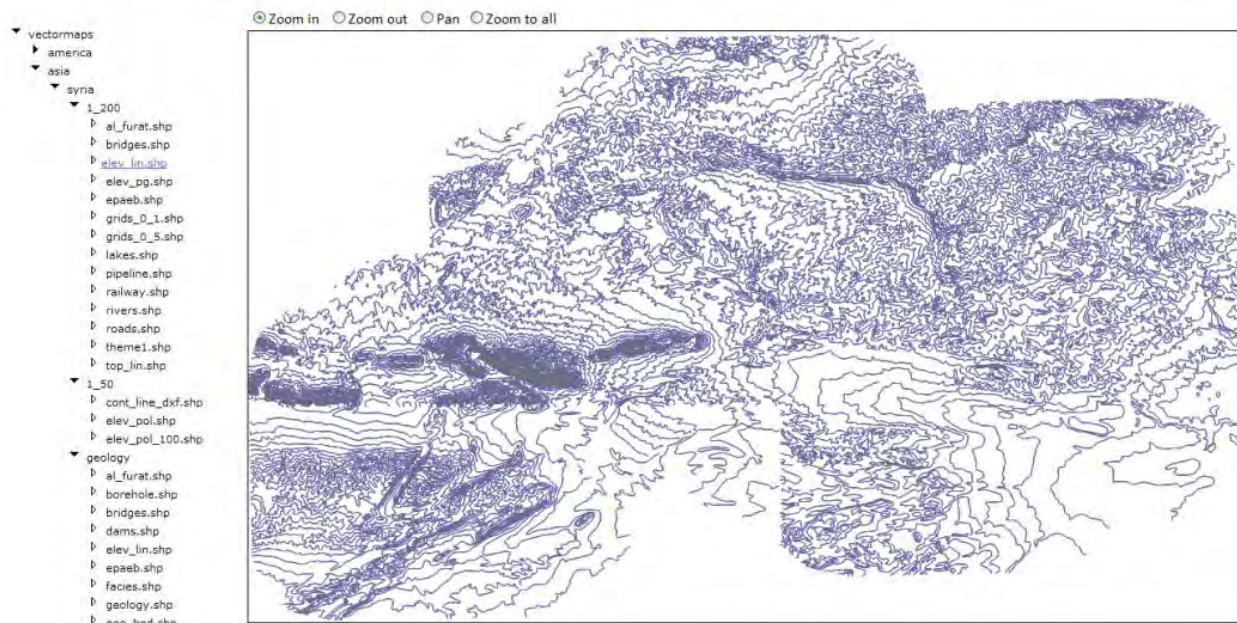 Zoom in Zoom out Pan Zoom to all
vectormaps
america
asia
syria
1_200
al_furat.shp
bridges.shp
elev_lin.shp
elev_pg.shp
epaeb.shp
grids_0_1.shp
grids_0_5.shp
lakes.shp
pipeline.shp
railway.shp
rivers.shp
roads.shp
theme1.shp
top_lin.shp
1_50
cont_line_dxf.shp
elev_pol.shp
elev_pol_100.shp
geology
al_furat.shp
borehole.shp
bridges.shp
dams.shp
elev_lin.shp
epaeb.shp
facies.shp
geology.shp